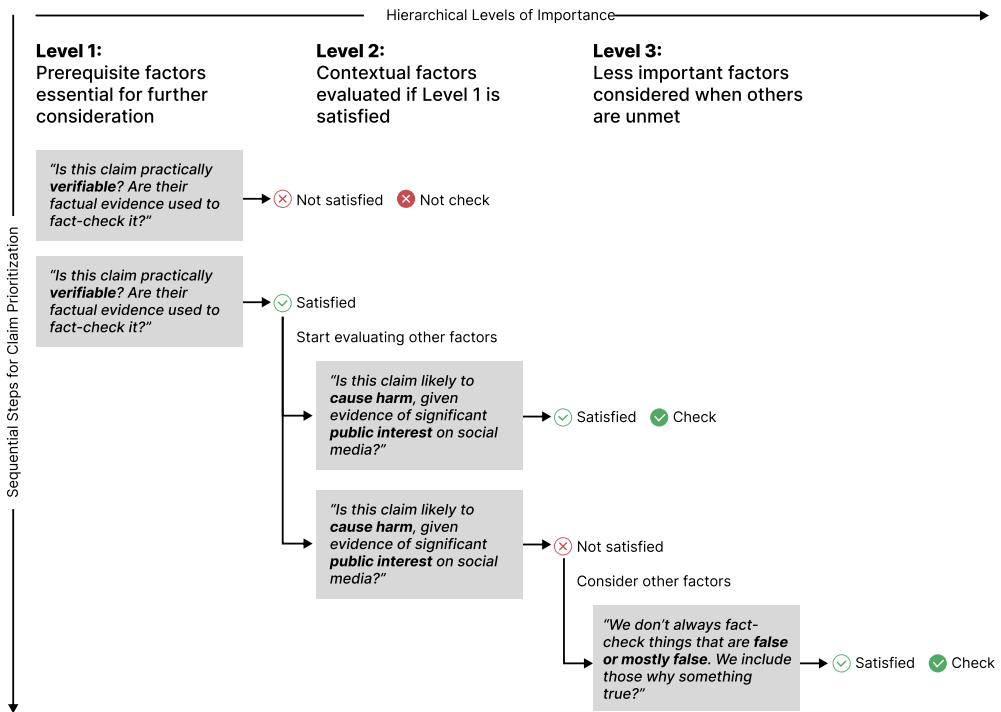 Hierarchical Levels of Importance
Sequential Steps for Claim Prioritization
Level 1:
Prerequisite factors
essential for further
consideration
Level 2:
Contextual factors
evaluated if Level 1 is
satisfied
Level 3:
Less important factors
considered when others
are unmet
“Is this claim practically
verifiable? Are their
factual evidence used to
fact-check it?”
Not satisfied
Not check
“Is this claim practically
verifiable? Are their
factual evidence used to
fact-check it?”
Satisfied
Start evaluating other factors
“Is this claim likely to
cause harm, given
evidence of significant
public interest on social
media?”
Satisfied
Check
“Is this claim likely to
cause harm, given
evidence of significant
public interest on social
media?”
Not satisfied
Consider other factors
“We don’t always fact-
check things that are false
or mostly false. We include
those why something
true?”
Satisfied
Check